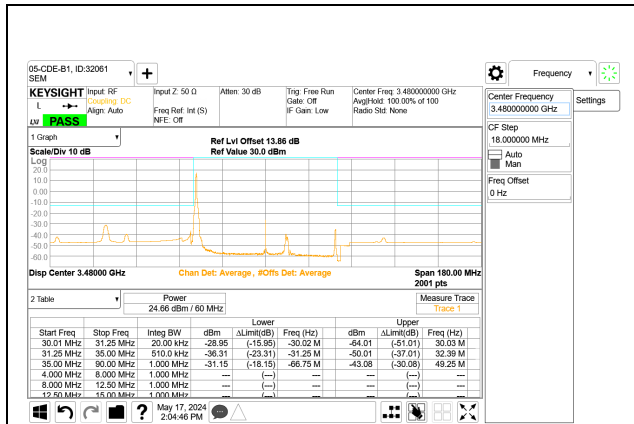 05-CDE-B1, ID:32061
SEM
Frequency
KEYSIGHT
L
LXI
PASS
Input: RF
Coupling: DC
Align: Auto
Input Z: 50 Ω
Freq Ref: Int (S)
NFE: Off
Atten: 30 dB
Trig: Free Run
Gate: Off
IF Gain: Low
Center Freq: 3.480000000 GHz
Avg|Hold: 100.00% of 100
Radio Std: None
Center Frequency
3.480000000 GHz
Settings
CF Step
18.000000 MHz
Auto
Man
Freq Offset
0 Hz
1 Graph
Scale/Div 10 dB
Ref Lvl Offset 13.86 dB
Ref Value 30.0 dBm
Log
20.0
10.0
0.00
-10.0
-20.0
-30.0
-40.0
-50.0
-60.0
Disp Center 3.48000 GHz
Chan Det: Average, #Offs Det: Average
Span 180.00 MHz
2001 pts
2 Table
Power
24.66 dBm / 60 MHz
Measure Trace
Trace 1
Lower Upper
Start Freq Stop Freq Integ BW dBm ΔLimit(dB) Freq (Hz) dBm ΔLimit(dB) Freq (Hz)
30.01 MHz 31.25 MHz 20.00 kHz -28.95 (-15.95) -30.02 M -64.01 (-51.01) 30.03 M
31.25 MHz 35.00 MHz 510.0 kHz -36.31 (-23.31) -31.25 M -50.01 (-37.01) 32.39 M
35.00 MHz 90.00 MHz 1.000 MHz -31.15 (-18.15) -66.75 M -43.08 (-30.08) 49.25 M
4.000 MHz 8.000 MHz 1.000 MHz --- (---) --- --- (---) ---
8.000 MHz 12.50 MHz 1.000 MHz --- (---) --- --- (---) ---
12.50 MHz 15.00 MHz 1.000 MHz --- (---) --- --- (---) ---
May 17, 2024
2:04:46 PM